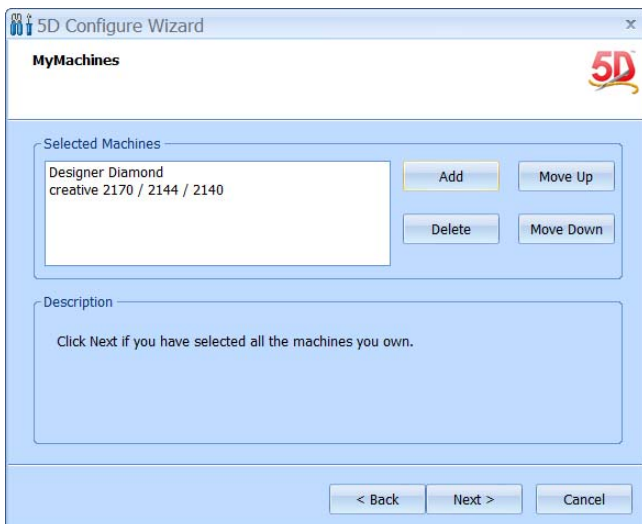 5D Configure Wizard
x
MyMachines
5D
Selected Machines
Designer Diamond
creative 2170 / 2144 / 2140
Add
Move Up
Delete
Move Down
Description
Click Next if you have selected all the machines you own.
< Back
Next >
Cancel